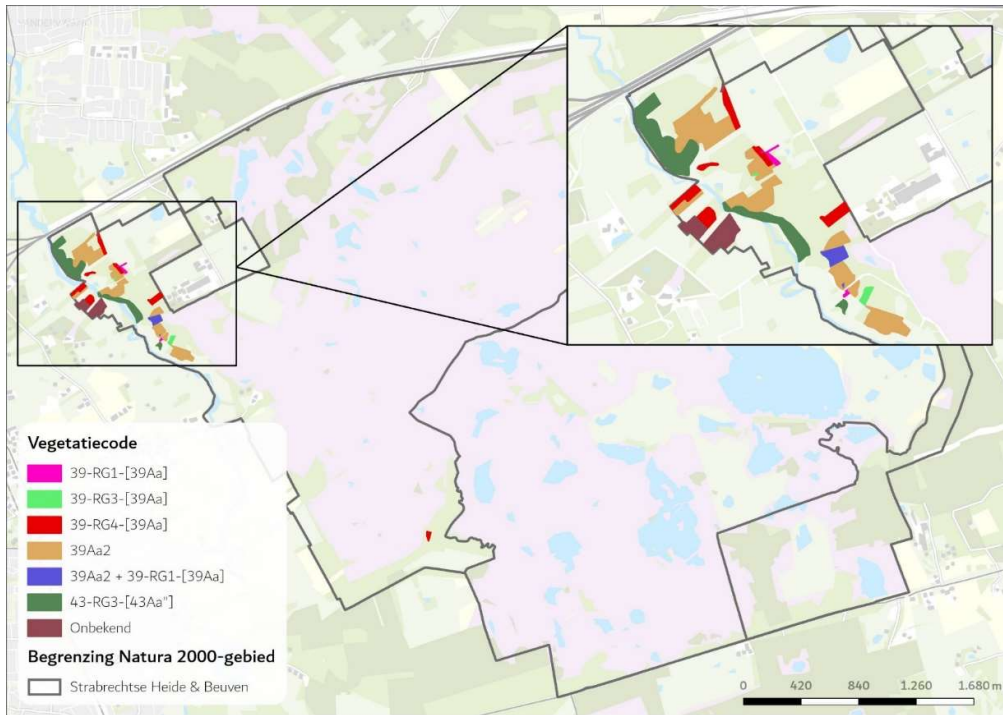 Vegetatiecode
39-RG1-[39Aa]
39-RG3-[39Aa]
39-RG4-[39Aa]
39Aa2
39Aa2 + 39-RG1-[39Aa]
43-RG3-[43Aa"]
Onbekend
Begrenzing Natura 2000-gebied
Strabrechtse Heide & Beuven
0 420 840 1.260 1.680 m